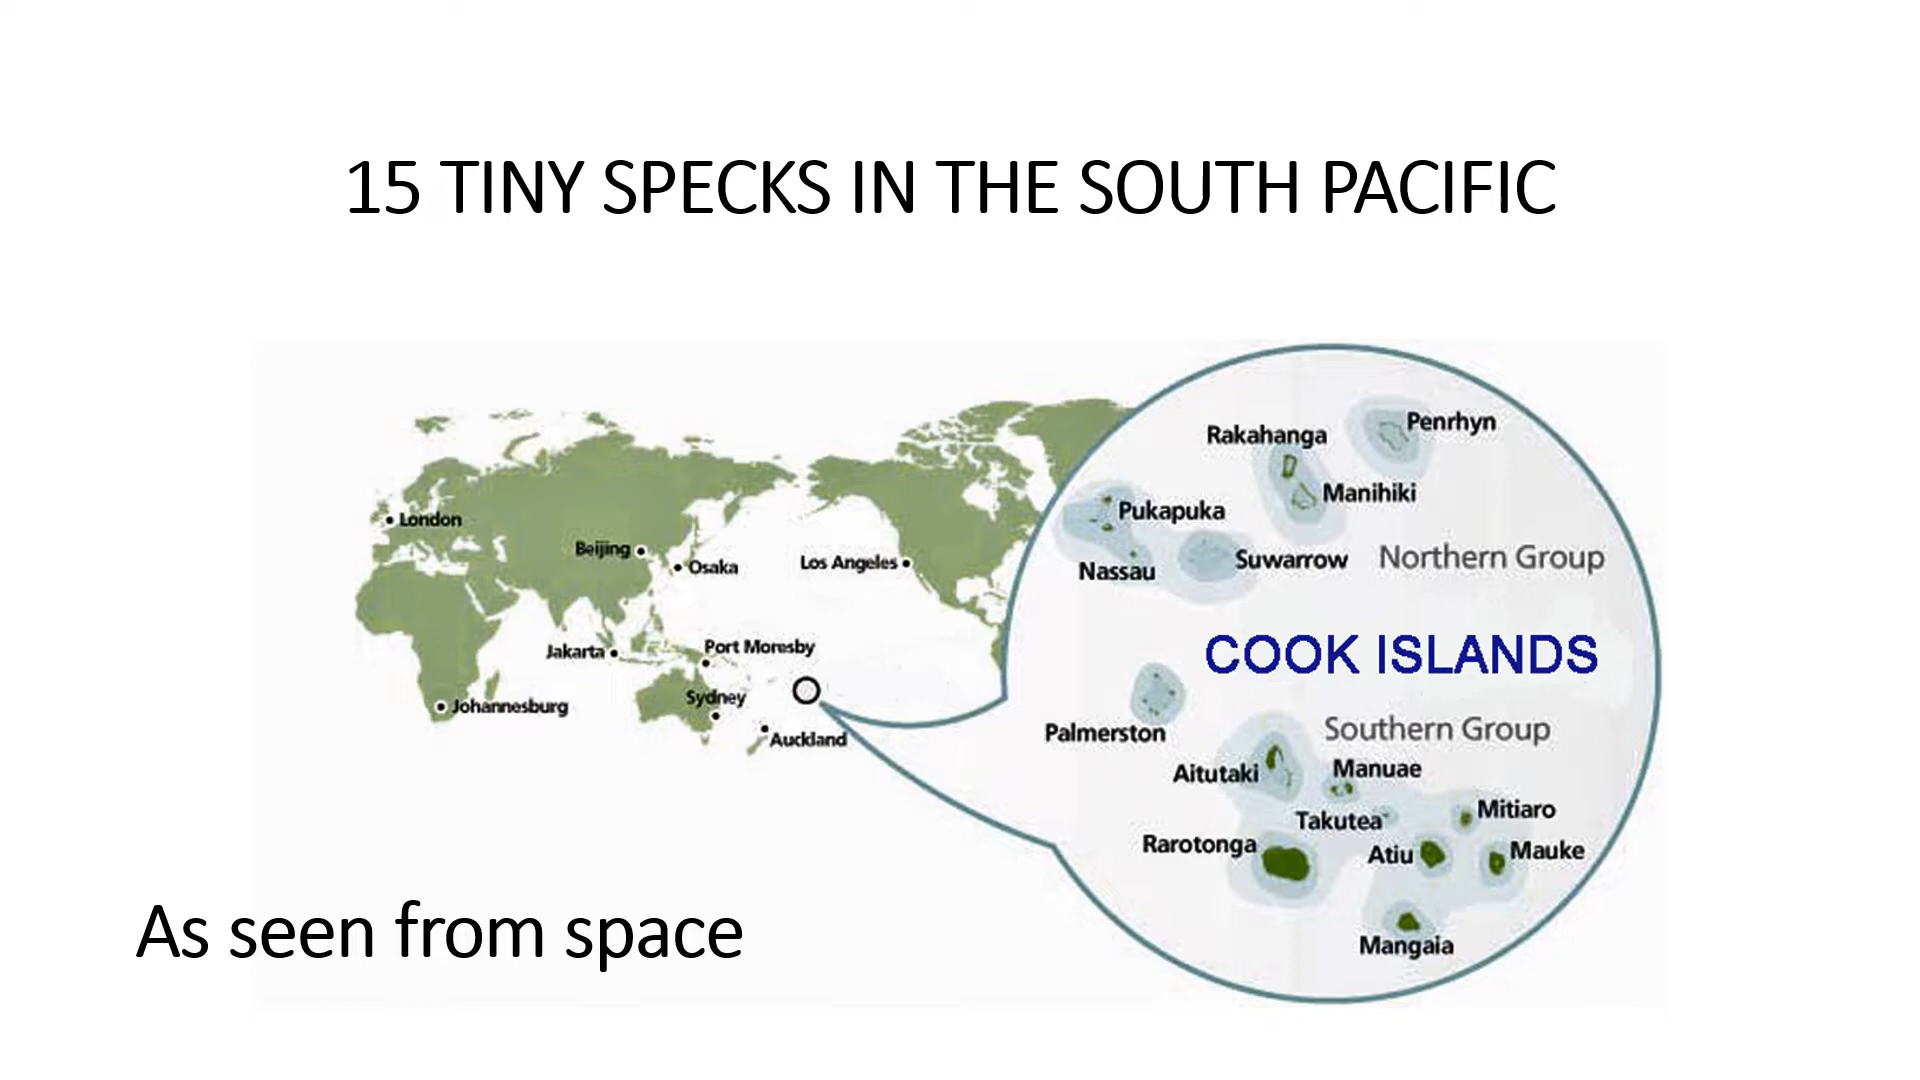 15 TINY SPECKS IN THE SOUTH PACIFIC
Penrhyn
Rakahanga
Manihiki
Pukapuka
London
Beijing
Osaka
Los Angeles
Suwarrow
Northern Group
Nassau
Jakarta
Port Moresby
COOK ISLANDS
Sydney
Johannesburg
Auckland
Palmerston
Southern Group
Aitutaki
Manuae
Takutea
Mitiaro
Rarotonga
Atiu
Mauke
Mangaia
As seen from space